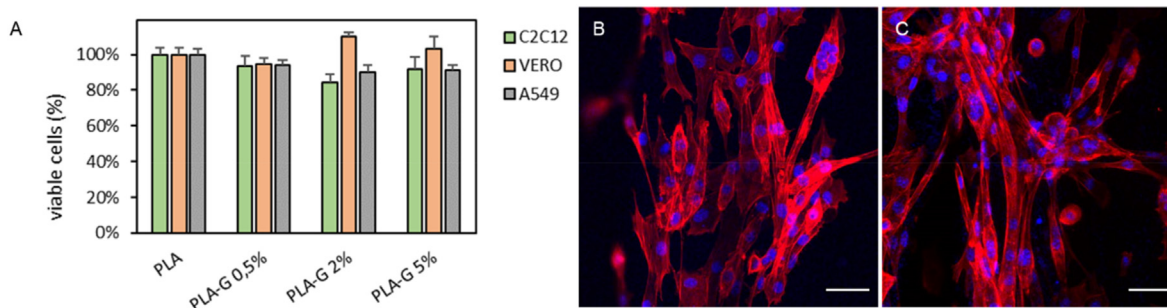 A
viable cells (%)
100%
80%
60%
40%
20%
0%
PLA
PLA-G 0,5%
PLA-G 2%
PLA-G 5%
C2C12
VERO
A549
B
C